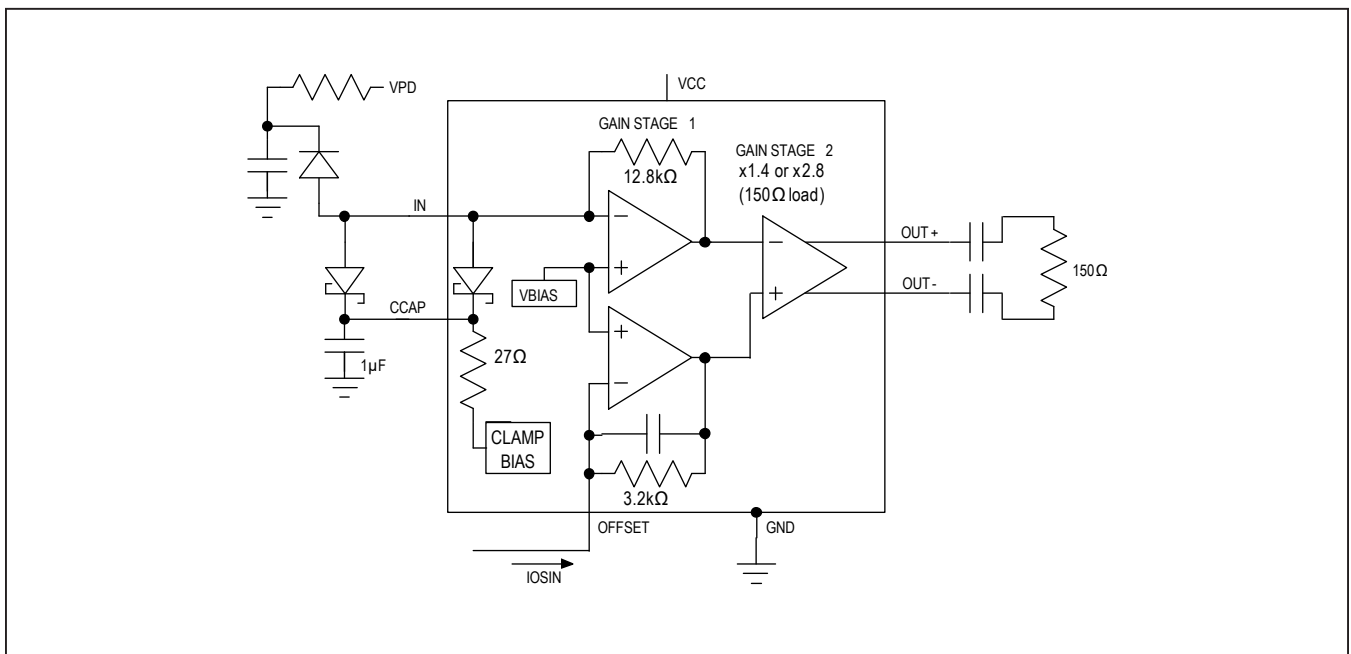 VPD
VCC
GAIN STAGE 1
12.8kΩ
GAIN STAGE 2
x1.4 or x2.8
(150Ω load)
IN
−
+
VBIAS
−
+
OUT+
OUT-
150Ω
CCAP
1µF
27Ω
+
−
CLAMP
BIAS
3.2kΩ
OFFSET
GND
IOSIN